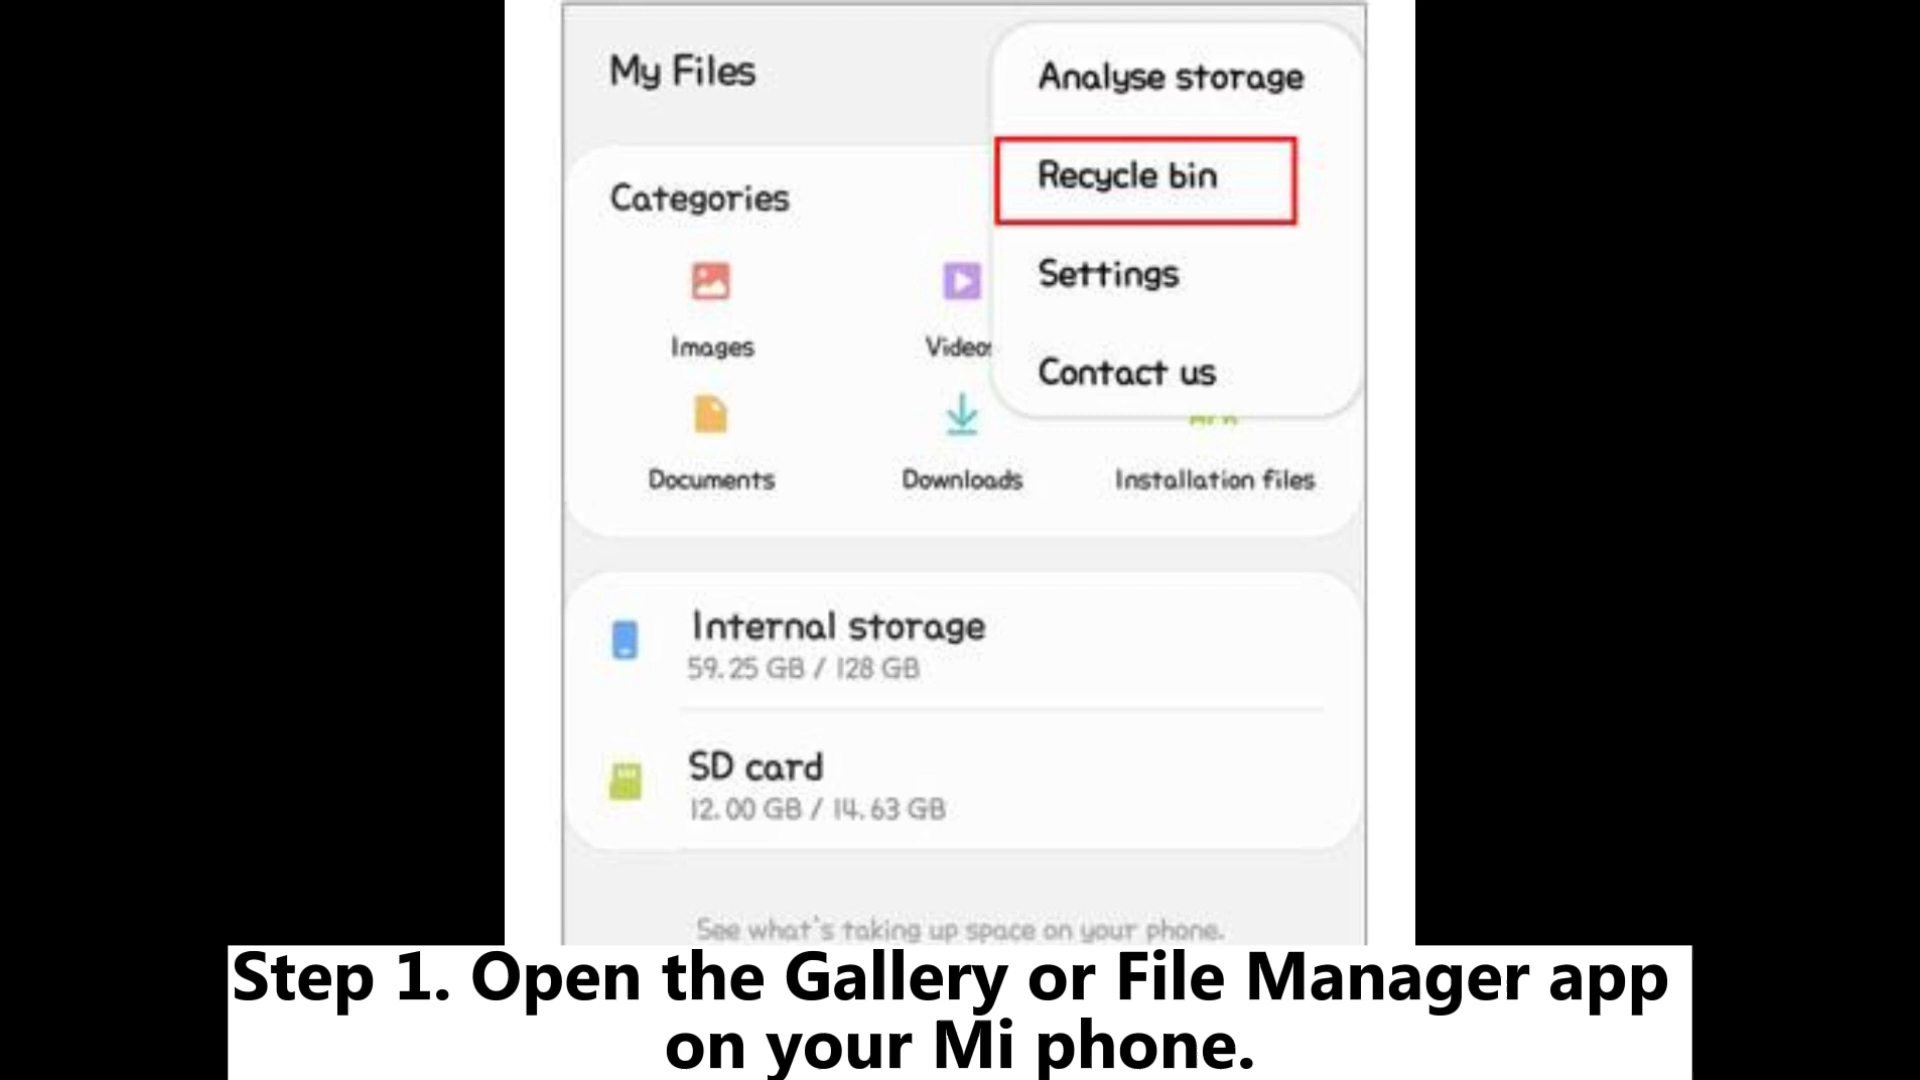 My Files
Analyse storage
Recycle bin
Settings
Contact us
Categories
Images
Videos
Documents
Downloads
Installation files
Internal storage
59.25 GB / 128 GB
SD card
12.00 GB / 14.63 GB
See what's taking up space on your phone.
Step 1. Open the Gallery or File Manager app
on your Mi phone.